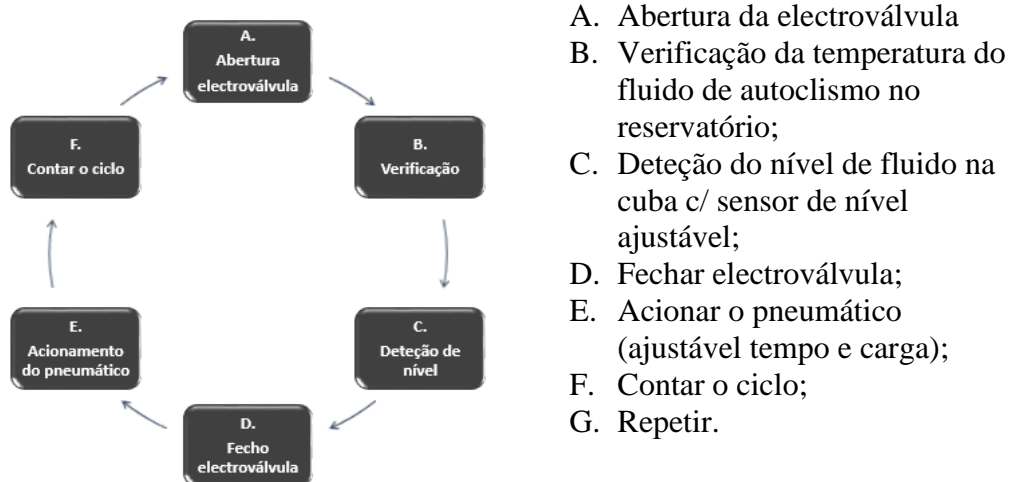 A.
Abertura
electroválvula
B.
Verificação
C.
Deteção de
nível
D.
Fecho
electroválvula
E.
Acionamento
do pneumático
F.
Contar o ciclo
A. Abertura da electroválvula
B. Verificação da temperatura do
fluido de autoclismo no
reservatório;
C. Deteção do nível de fluido na
cuba c/ sensor de nível
ajustável;
D. Fechar electroválvula;
E. Acionar o pneumático
(ajustável tempo e carga);
F. Contar o ciclo;
G. Repetir.